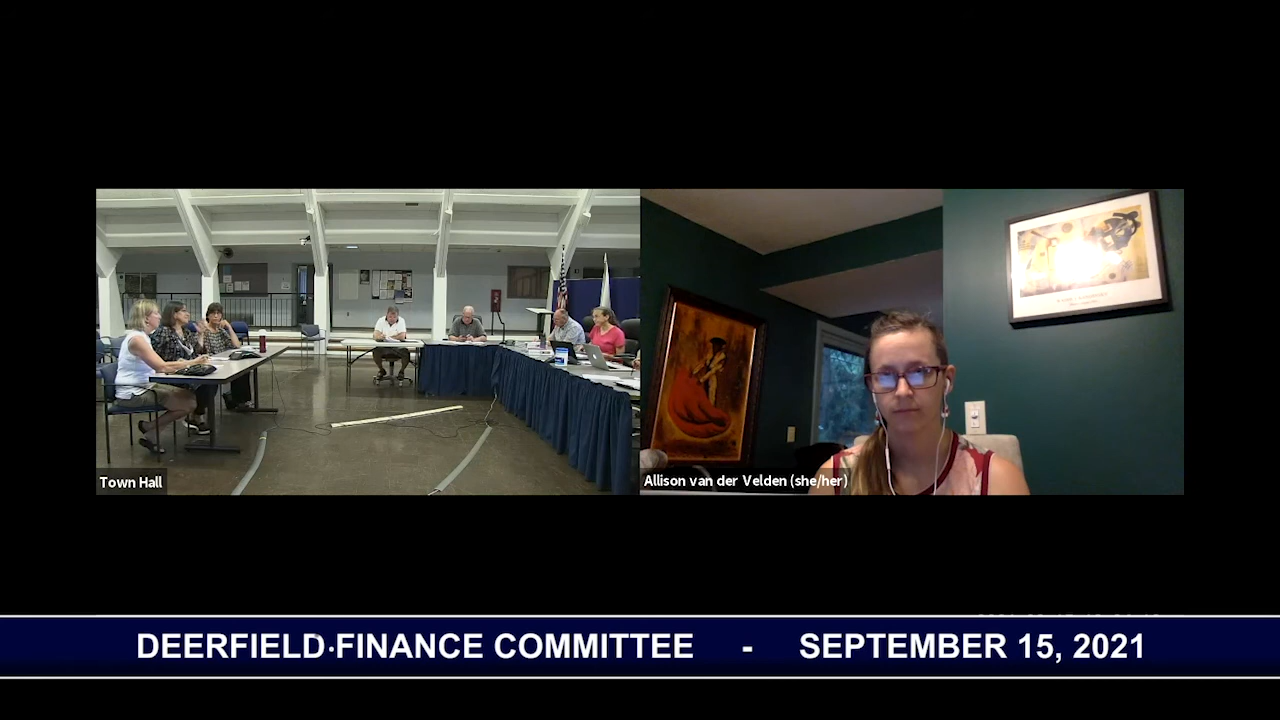 Town Hall
Allison van der Velden (she/her)
DEERFIELD·FINANCE COMMITTEE - SEPTEMBER 15, 2021